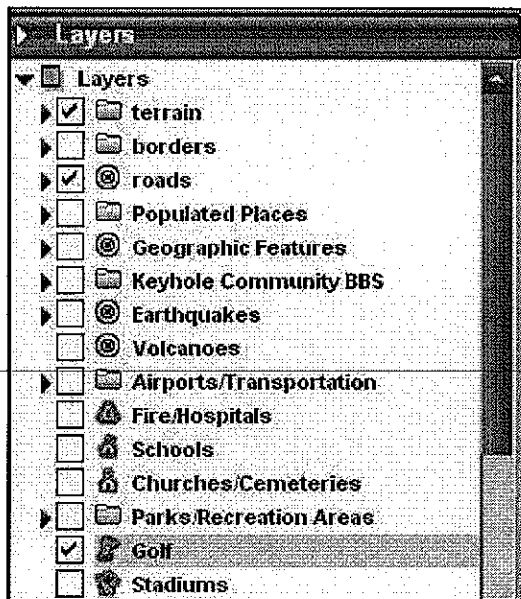 Layers
Layers
terrain
borders
roads
Populated Places
Geographic Features
Keyhole Community BBS
Earthquakes
Volcanoes
Airports/Transportation
Fire/Hospitals
Schools
Churches/Cemeteries
Parks/Recreation Areas
Golf
Stadiums